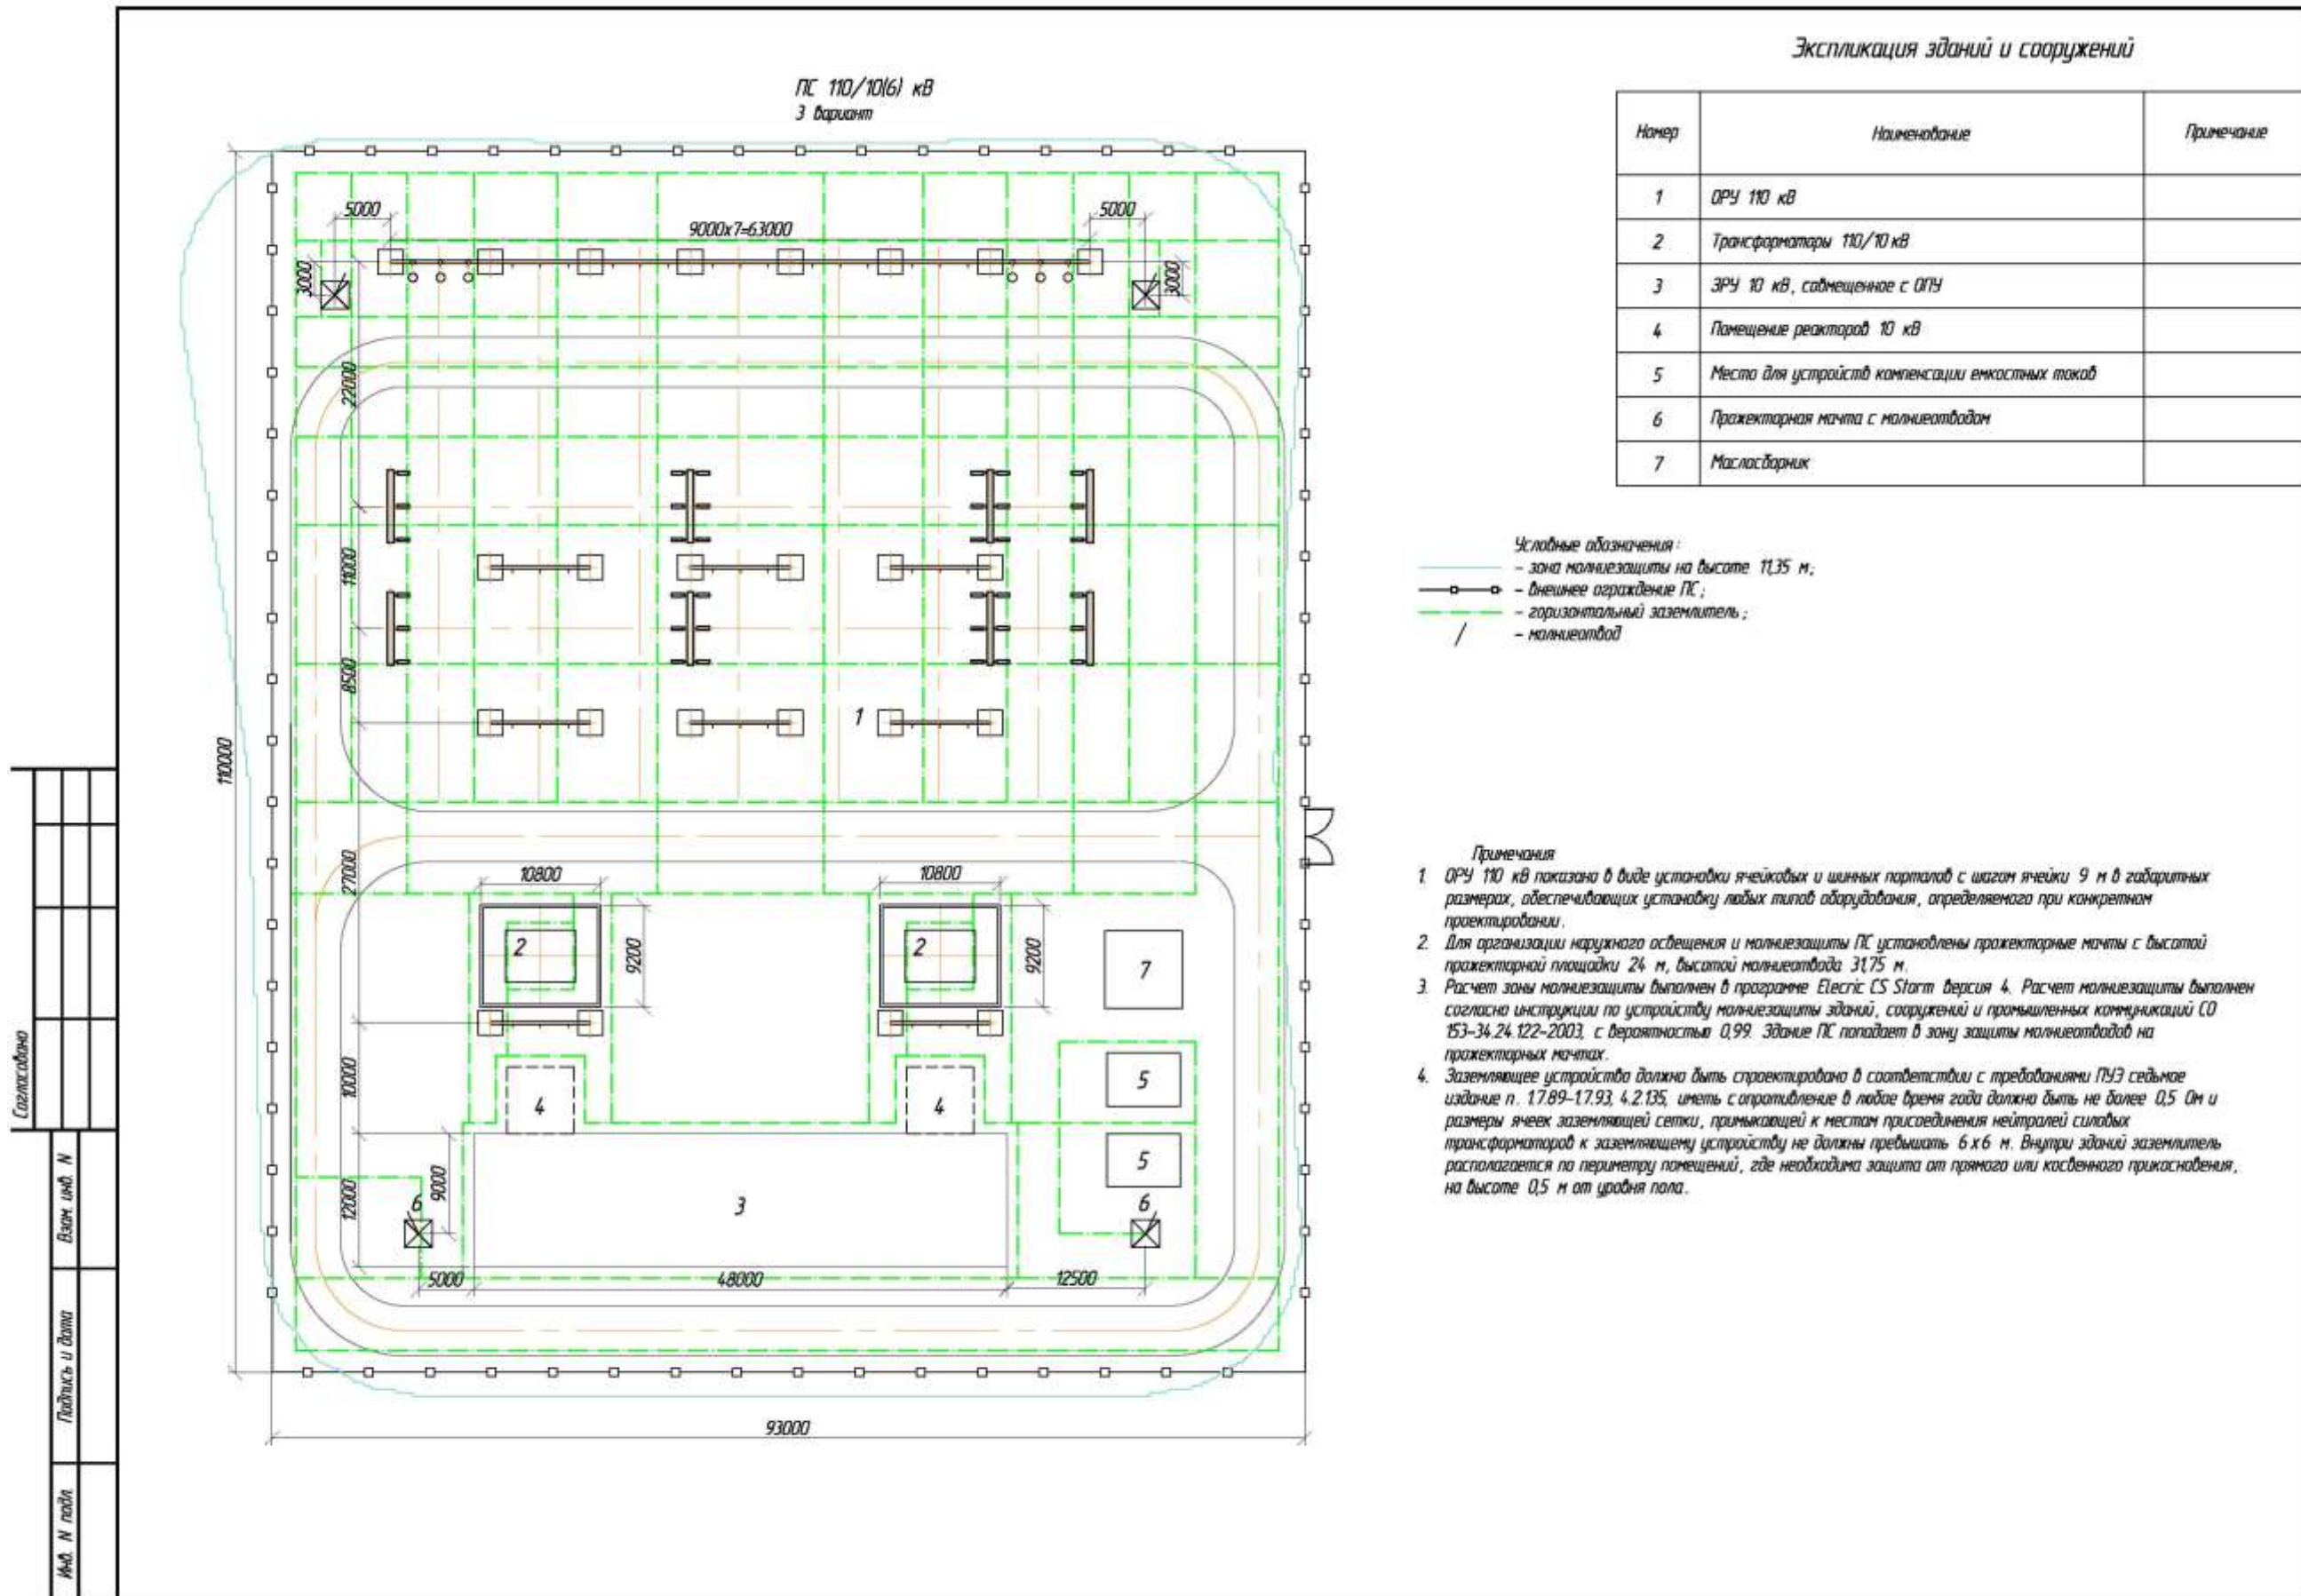 ПС 110/10(6) кВ
3 вариант
5000
9000х7=63000
5000
3000
3000
22000
11000
8500
1
110000
27000
10800
10800
2
2
9200
9200
7
10000
4
4
5
5
12000
9000
6
3
6
5000
48000
12500
93000
Экспликация зданий и сооружений
Номер Наименование Примечание
1 ОРУ 110 кВ
2 Трансформаторы 110/10 кВ
3 ЗРУ 10 кВ, совмещенное с ОПУ
4 Помещение реакторов 10 кВ
5 Место для устройств компенсации емкостных токов
6 Прожекторная мачта с молниеотводом
7 Маслосборник
Условные обозначения:
- зона молниезащиты на высоте 11,35 м;
- внешнее ограждение ПС;
- горизонтальный заземлитель;
- молниеотвод
Примечания
1. ОРУ 110 кВ показано в виде установки ячейковых и шинных порталов с шагом ячейки 9 м в габаритных
размерах, обеспечивающих установку любых типов оборудования, определяемого при конкретном
проектировании.
2. Для организации наружного освещения и молниезащиты ПС установлены прожекторные мачты с высотой
прожекторной площадки 24 м, высотой молниеотвода 31,75 м.
3. Расчет зоны молниезащиты выполнен в программе Elecric CS Storm версия 4. Расчет молниезащиты выполнен
согласно инструкции по устройству молниезащиты зданий, сооружений и промышленных коммуникаций СО
153-34.24.122-2003, с вероятностью 0,99. Здание ПС попадает в зону защиты молниеотводов на
прожекторных мачтах.
4. Заземляющее устройство должно быть спроектировано в соответствии с требованиями ПУЭ седьмое
издание п. 1.7.89-1.7.93, 4.2.135, иметь сопротивление в любое время года должно быть не более 0,5 Ом и
размеры ячеек заземляющей сетки, примыкающей к местам присоединения нейтралей силовых
трансформаторов к заземляющему устройству не должны превышать 6х6 м. Внутри зданий заземлитель
располагается по периметру помещений, где необходима защита от прямого или косвенного прикосновения,
на высоте 0,5 м от уровня пола.
Согласовано
Взам. инв. N
Подпись и дата
Инв. N подл.